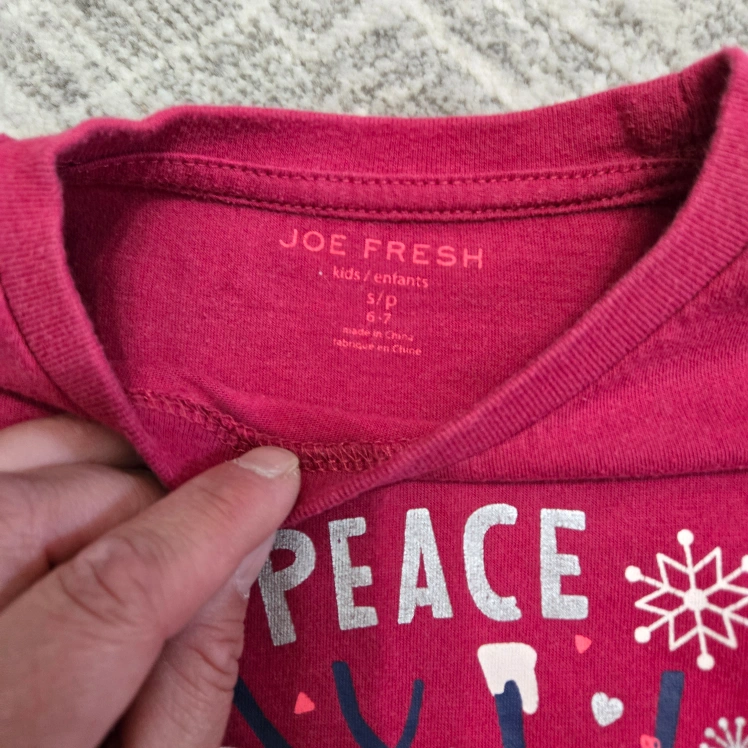 JOE FRESH
kids / enfants
s/p
6-7
made in China
fabriqué en Chine
PEACE